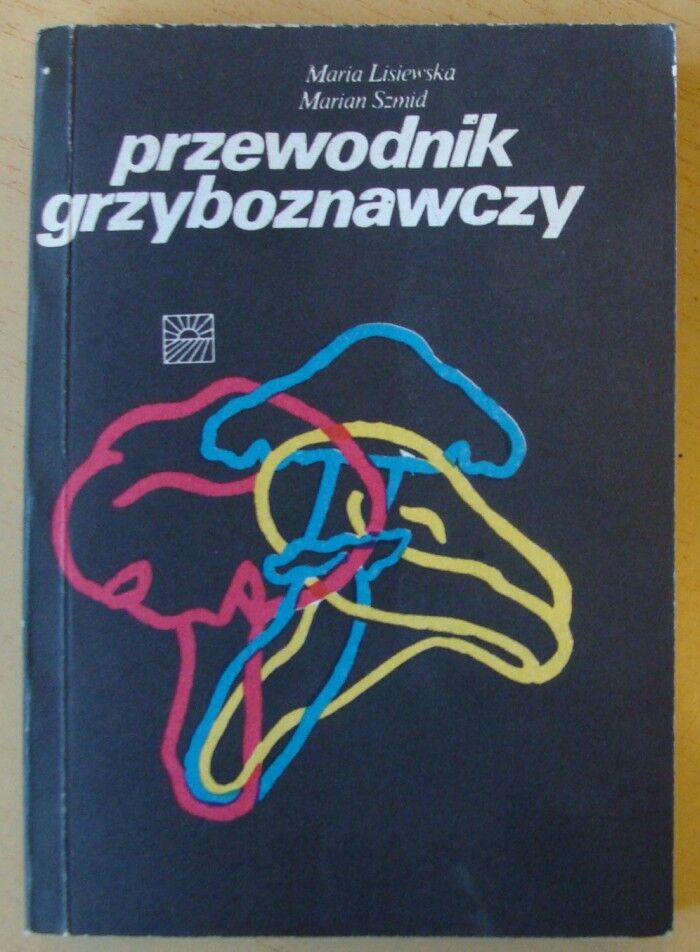 Maria Lisiewska
Marian Szmid
przewodnik
grzyboznawczy